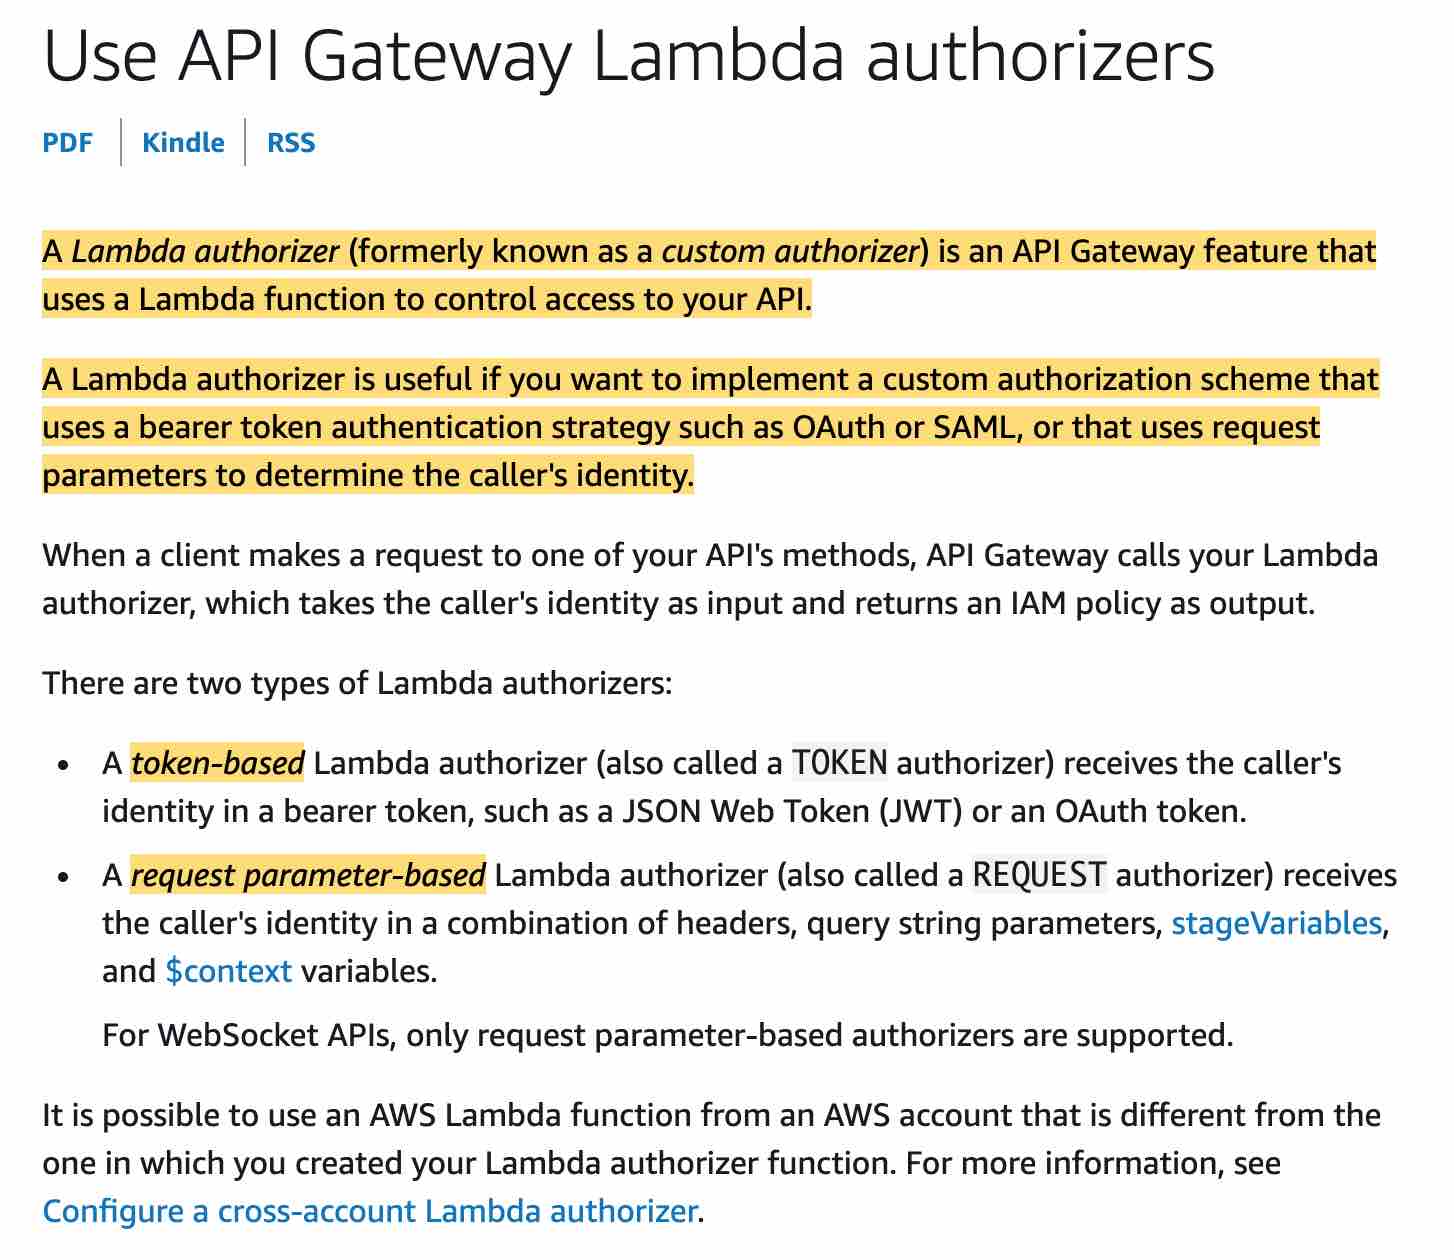 Use API Gateway Lambda authorizers
PDF Kindle RSS
A Lambda authorizer (formerly known as a custom authorizer) is an API Gateway feature that
uses a Lambda function to control access to your API.
A Lambda authorizer is useful if you want to implement a custom authorization scheme that
uses a bearer token authentication strategy such as OAuth or SAML, or that uses request
parameters to determine the caller's identity.
When a client makes a request to one of your API's methods, API Gateway calls your Lambda
authorizer, which takes the caller's identity as input and returns an IAM policy as output.
There are two types of Lambda authorizers:
• A token-based Lambda authorizer (also called a TOKEN authorizer) receives the caller's
identity in a bearer token, such as a JSON Web Token (JWT) or an OAuth token.
• A request parameter-based Lambda authorizer (also called a REQUEST authorizer) receives
the caller's identity in a combination of headers, query string parameters, stageVariables,
and $context variables.
For WebSocket APIs, only request parameter-based authorizers are supported.
It is possible to use an AWS Lambda function from an AWS account that is different from the
one in which you created your Lambda authorizer function. For more information, see
Configure a cross-account Lambda authorizer.